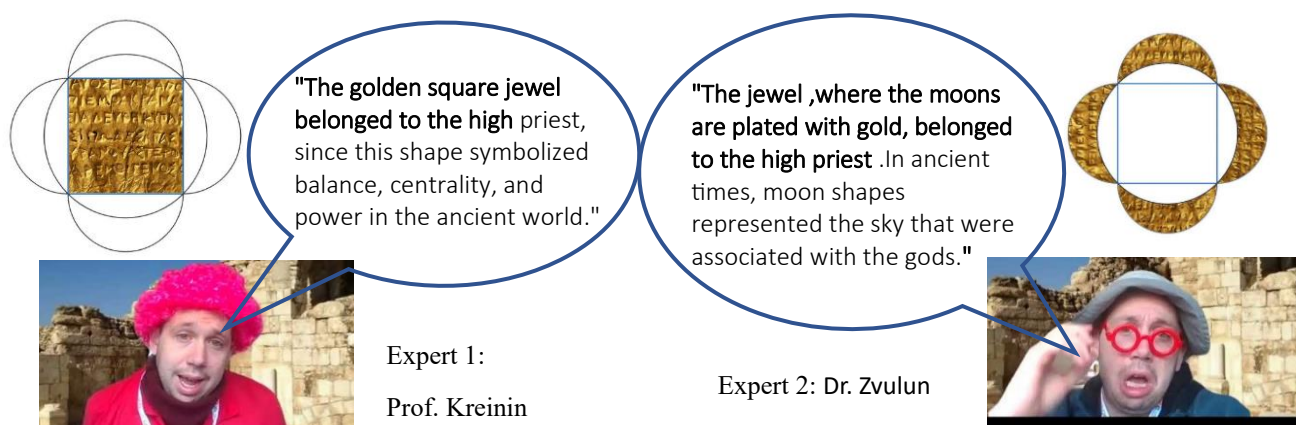 "The golden square jewel
belonged to the high priest,
since this shape symbolized
balance, centrality, and
power in the ancient world."
"The jewel ,where the moons
are plated with gold, belonged
to the high priest .In ancient
times, moon shapes
represented the sky that were
associated with the gods."
Expert 1:
Prof. Kreinin
Expert 2: Dr. Zvulun